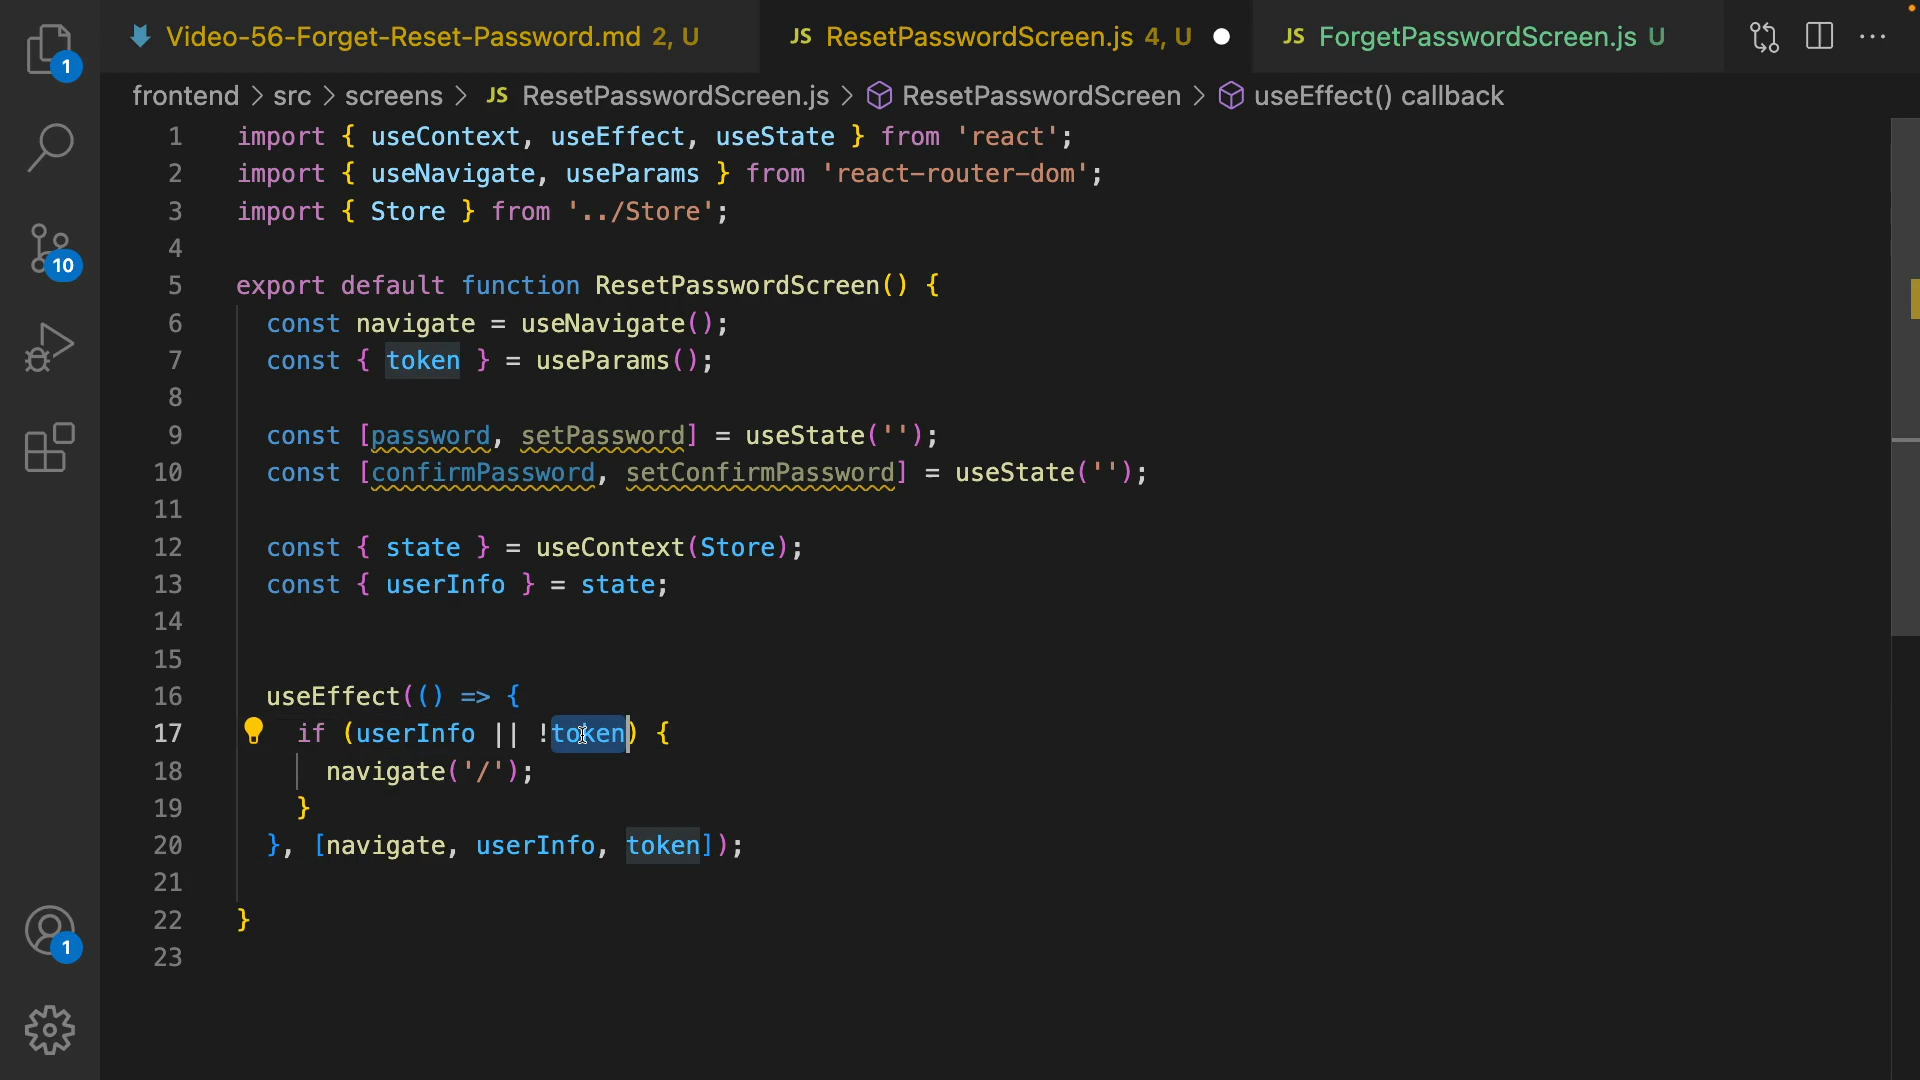 Video-56-Forget-Reset-Password.md 2, U
JS ResetPasswordScreen.js 4, U
JS ForgetPasswordScreen.js U
frontend > src > screens > JS ResetPasswordScreen.js > ResetPasswordScreen > useEffect() callback
1 import { useContext, useEffect, useState } from 'react';
2 import { useNavigate, useParams } from 'react-router-dom';
3 import { Store } from '../Store';
4
5 export default function ResetPasswordScreen() {
6 const navigate = useNavigate();
7 const { token } = useParams();
8
9 const [password, setPassword] = useState('');
10 const [confirmPassword, setConfirmPassword] = useState('');
11
12 const { state } = useContext(Store);
13 const { userInfo } = state;
14
15
16 useEffect(() => {
17 if (userInfo || !token) {
18 navigate('/');
19 }
20 }, [navigate, userInfo, token]);
21
22 }
23
1
10
1